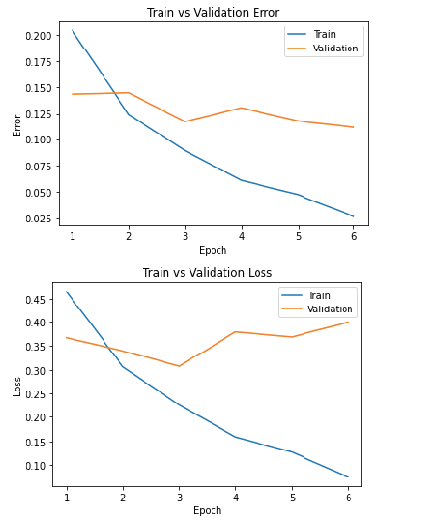 Train vs Validation Error
Train
Validation
0.200
0.175
0.150
0.125
0.100
0.075
0.050
0.025
Error
1 2 3 4 5 6
Epoch
Train vs Validation Loss
Train
Validation
0.45
0.40
0.35
0.30
0.25
0.20
0.15
0.10
Loss
1 2 3 4 5 6
Epoch